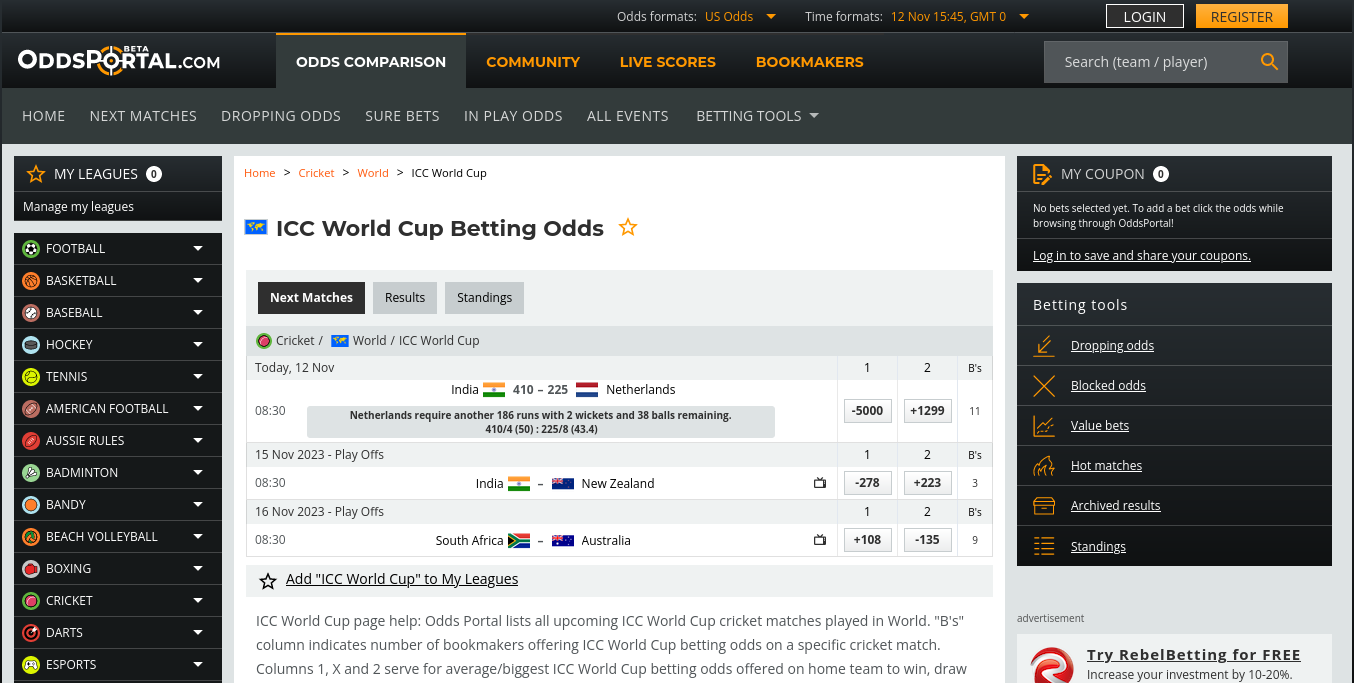 Odds formats: US Odds Time formats: 12 Nov 15:45, GMT 0 LOGIN REGISTER
ODDSPORTAL.COM BETA
ODDS COMPARISON COMMUNITY LIVE SCORES BOOKMAKERS Search (team / player)
HOME NEXT MATCHES DROPPING ODDS SURE BETS IN PLAY ODDS ALL EVENTS BETTING TOOLS
MY LEAGUES 0
Manage my leagues
FOOTBALL
BASKETBALL
BASEBALL
HOCKEY
TENNIS
AMERICAN FOOTBALL
AUSSIE RULES
BADMINTON
BANDY
BEACH VOLLEYBALL
BOXING
CRICKET
DARTS
ESPORTS
Home > Cricket > World > ICC World Cup
ICC World Cup Betting Odds
Next Matches Results Standings
Cricket / World / ICC World Cup
Today, 12 Nov 1 2 B's
India 410 – 225 Netherlands
08:30 -5000 +1299 11
Netherlands require another 186 runs with 2 wickets and 38 balls remaining.
410/4 (50) : 225/8 (43.4)
15 Nov 2023 - Play Offs 1 2 B's
08:30 India – New Zealand -278 +223 3
16 Nov 2023 - Play Offs 1 2 B's
08:30 South Africa – Australia +108 -135 9
Add "ICC World Cup" to My Leagues
ICC World Cup page help: Odds Portal lists all upcoming ICC World Cup cricket matches played in World. "B's"
column indicates number of bookmakers offering ICC World Cup betting odds on a specific cricket match.
Columns 1, X and 2 serve for average/biggest ICC World Cup betting odds offered on home team to win, draw
MY COUPON 0
No bets selected yet. To add a bet click the odds while
browsing through OddsPortal!
Log in to save and share your coupons.
Betting tools
Dropping odds
Blocked odds
Value bets
Hot matches
Archived results
Standings
advertisement
Try RebelBetting for FREE
Increase your investment by 10-20%.